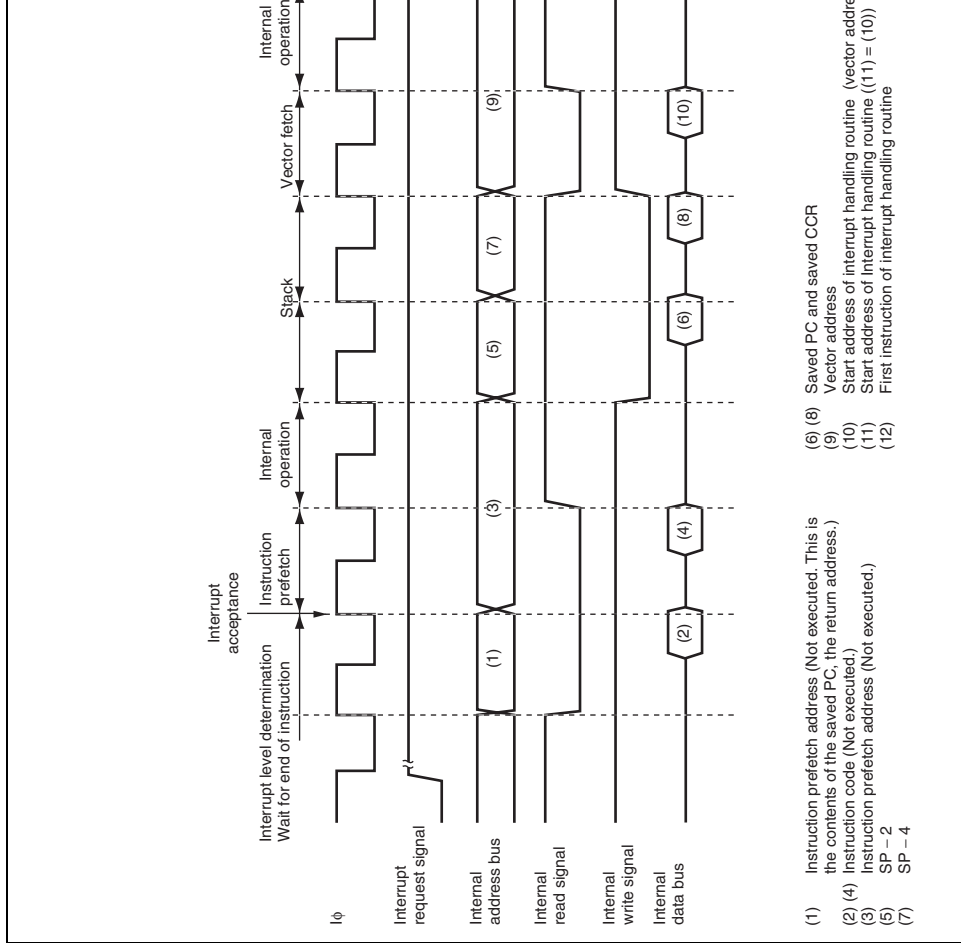 Interrupt level determination
Wait for end of instruction
Interrupt
acceptance
Instruction
prefetch
Internal
operation
Stack
Vector fetch
Internal
operation
Iϕ
Interrupt
request signal
Internal
address bus
(1)
(3)
(5)
(7)
(9)
Internal
read signal
Internal
write signal
Internal
data bus
(2)
(4)
(6)
(8)
(10)
(1) Instruction prefetch address (Not executed. This is
the contents of the saved PC, the return address.)
(2) (4) Instruction code (Not executed.)
(3) Instruction prefetch address (Not executed.)
(5) SP – 2
(7) SP – 4
(6) (8) Saved PC and saved CCR
(9) Vector address
(10) Start address of interrupt handling routine (vector addre
(11) Start address of Interrupt handling routine ((11) = (10))
(12) First instruction of interrupt handling routine